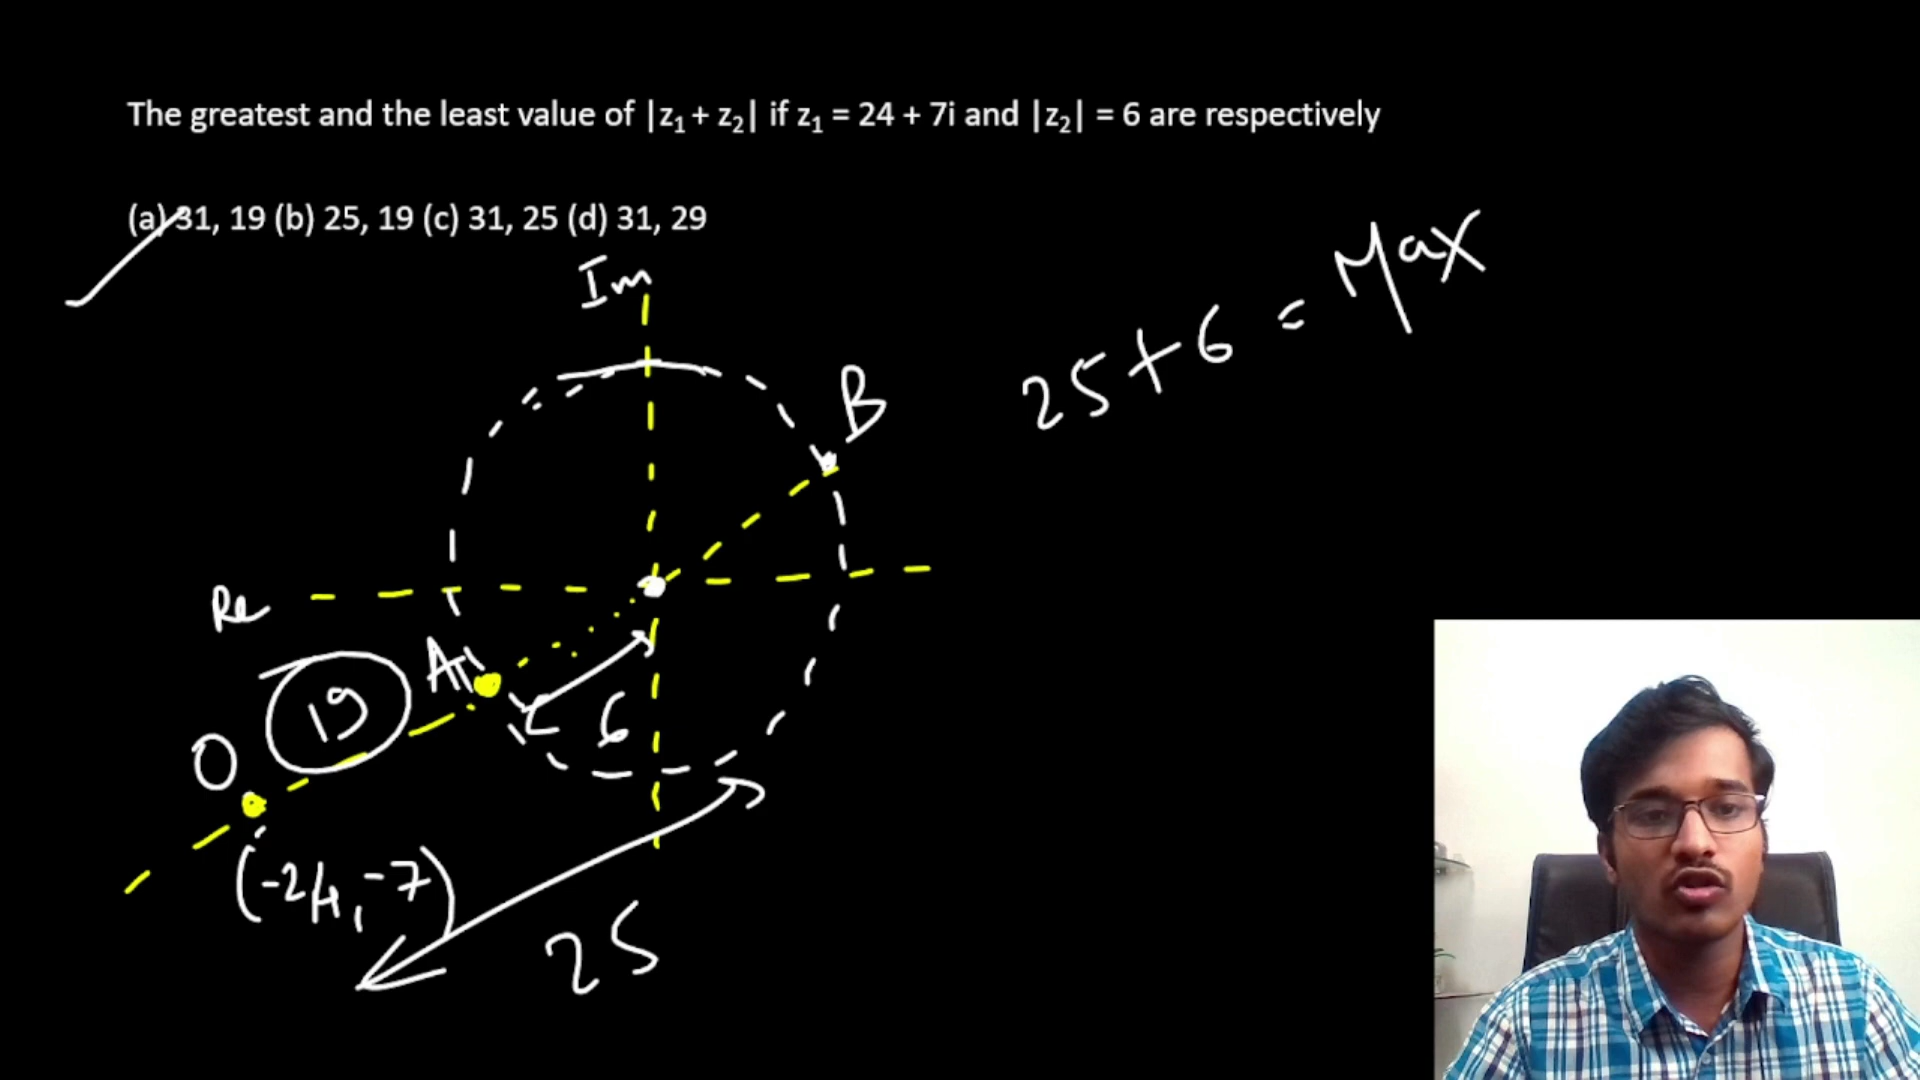 The greatest and the least value of |z₁ + z₂| if z₁ = 24 + 7i and |z₂| = 6 are respectively
(a) 31, 19 (b) 25, 19 (c) 31, 25 (d) 31, 29
Im
25+6 = Max
B
Re
A
19
6
O
(-24, -7)
25